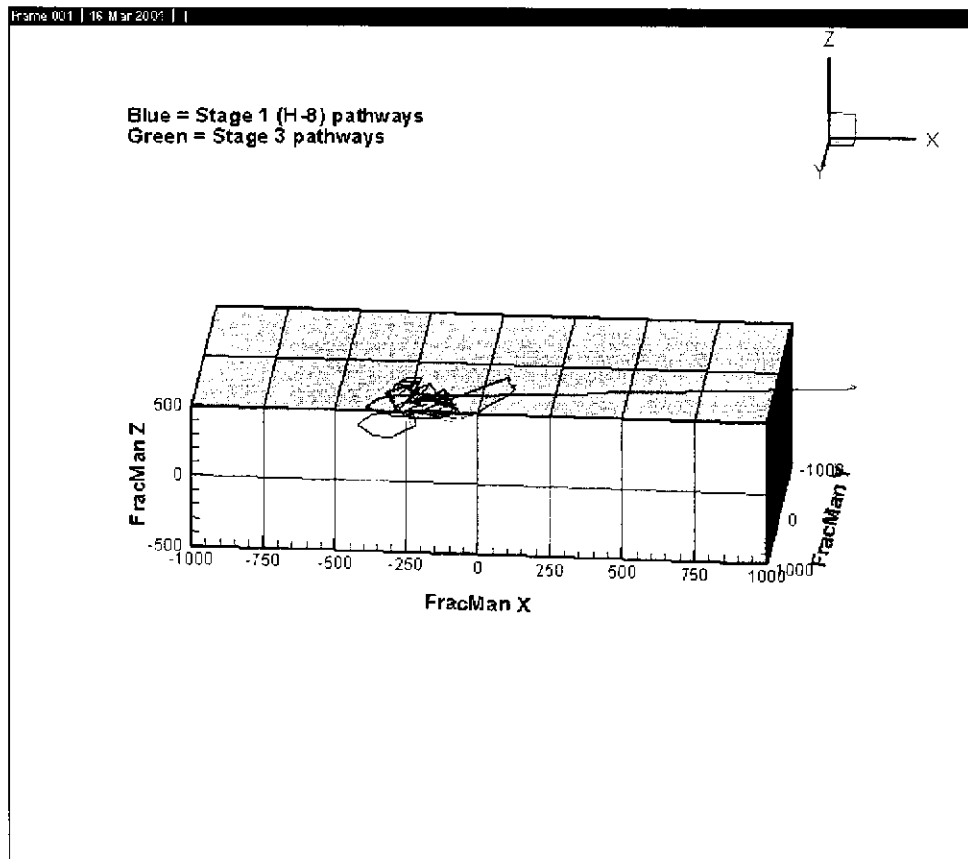 Frame 001 | 16 Mar 2001 |
Z
X
Y
Blue = Stage 1 (H-8) pathways
Green = Stage 3 pathways
500
0
-500
FracMan Z
-1000
-750
-500
-250
0
250
500
750
1000
FracMan X
-1000
0
1000
FracMan Y